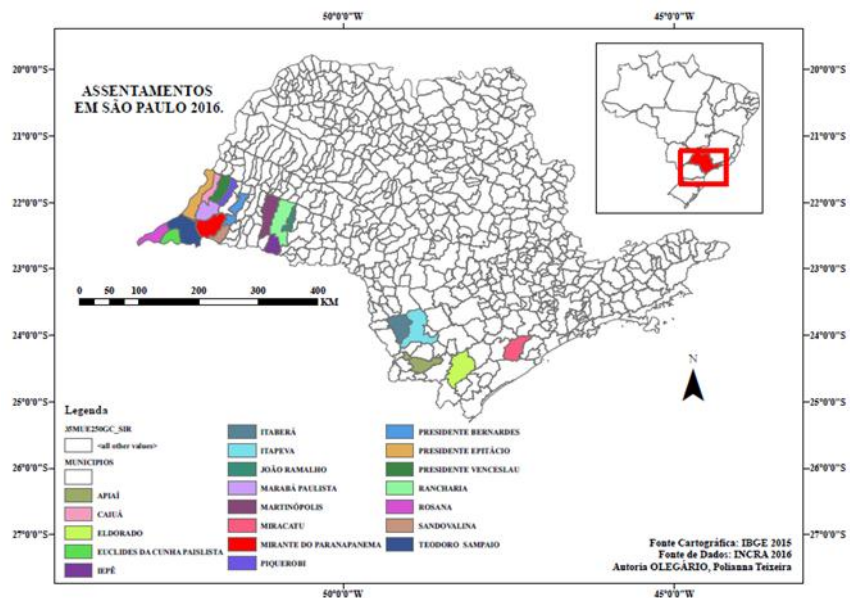 50°0'0"W
45°0'0"W
ASSENTAMENTOS
EM SÃO PAULO 2016.
20°0'0"S
20°0'0"S
21°0'0"S
21°0'0"S
22°0'0"S
22°0'0"S
23°0'0"S
23°0'0"S
0
100
200
300
400
KM
24°0'0"S
24°0'0"S
25°0'0"S
25°0'0"S
26°0'0"S
26°0'0"S
27°0'0"S
27°0'0"S
N
Legenda
35MUE250GC_SIR
<all other values>
MUNICIPIOS
APIAÍ
CAIUÁ
ELDORADO
EUCLIDES DA CUNHA PAISLISTA
IEPÊ
ITABERÁ
ITAPEVA
JOÃO RAMALHO
MARABÁ PAULISTA
MARTINÓPOLIS
MIRACATU
MIRANTE DO PARANAPANEMA
PIQUEROBI
PRESIDENTE BERNARDES
PRESIDENTE EPITÁCIO
PRESIDENTE VENCESLAU
RANCHARIA
ROSANA
SANDOVALINA
TEODORO SAMPAIO
Fonte Cartográfica: IBGE 2015
Fonte de Dados: INCRA 2016
Autoria OLEGÁRIO, Polianna Teixeira
50°0'0"W
45°0'0"W